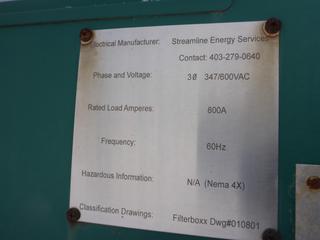 Electrical Manufacturer: Streamline Energy Services
Contact: 403-279-0640
Phase and Voltage: 3Ø 347/600VAC
Rated Load Amperes: 800A
Frequency: 60Hz
Hazardous Information: N/A (Nema 4X)
Classification Drawings: Filterboxx Dwg#010801